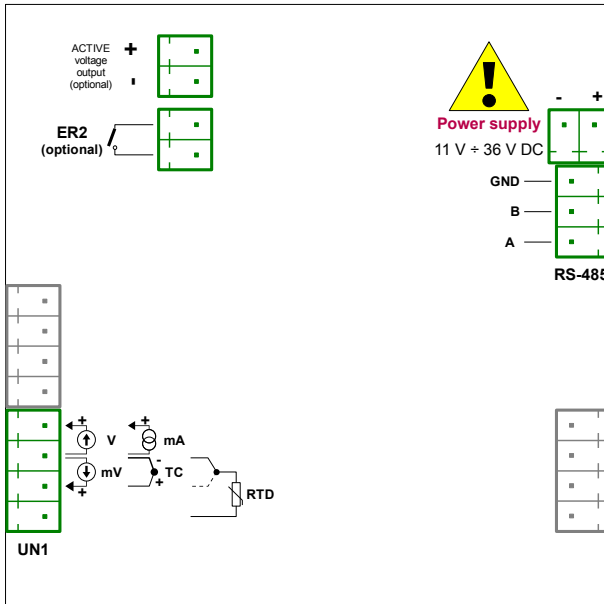 ACTIVE
voltage
output
(optional)
+
-
ER2
(optional)
!
Power supply
11 V ÷ 36 V DC
- +
GND
B
A
RS-485
+ +
V mA
mV - TC
+ +
RTD
UN1